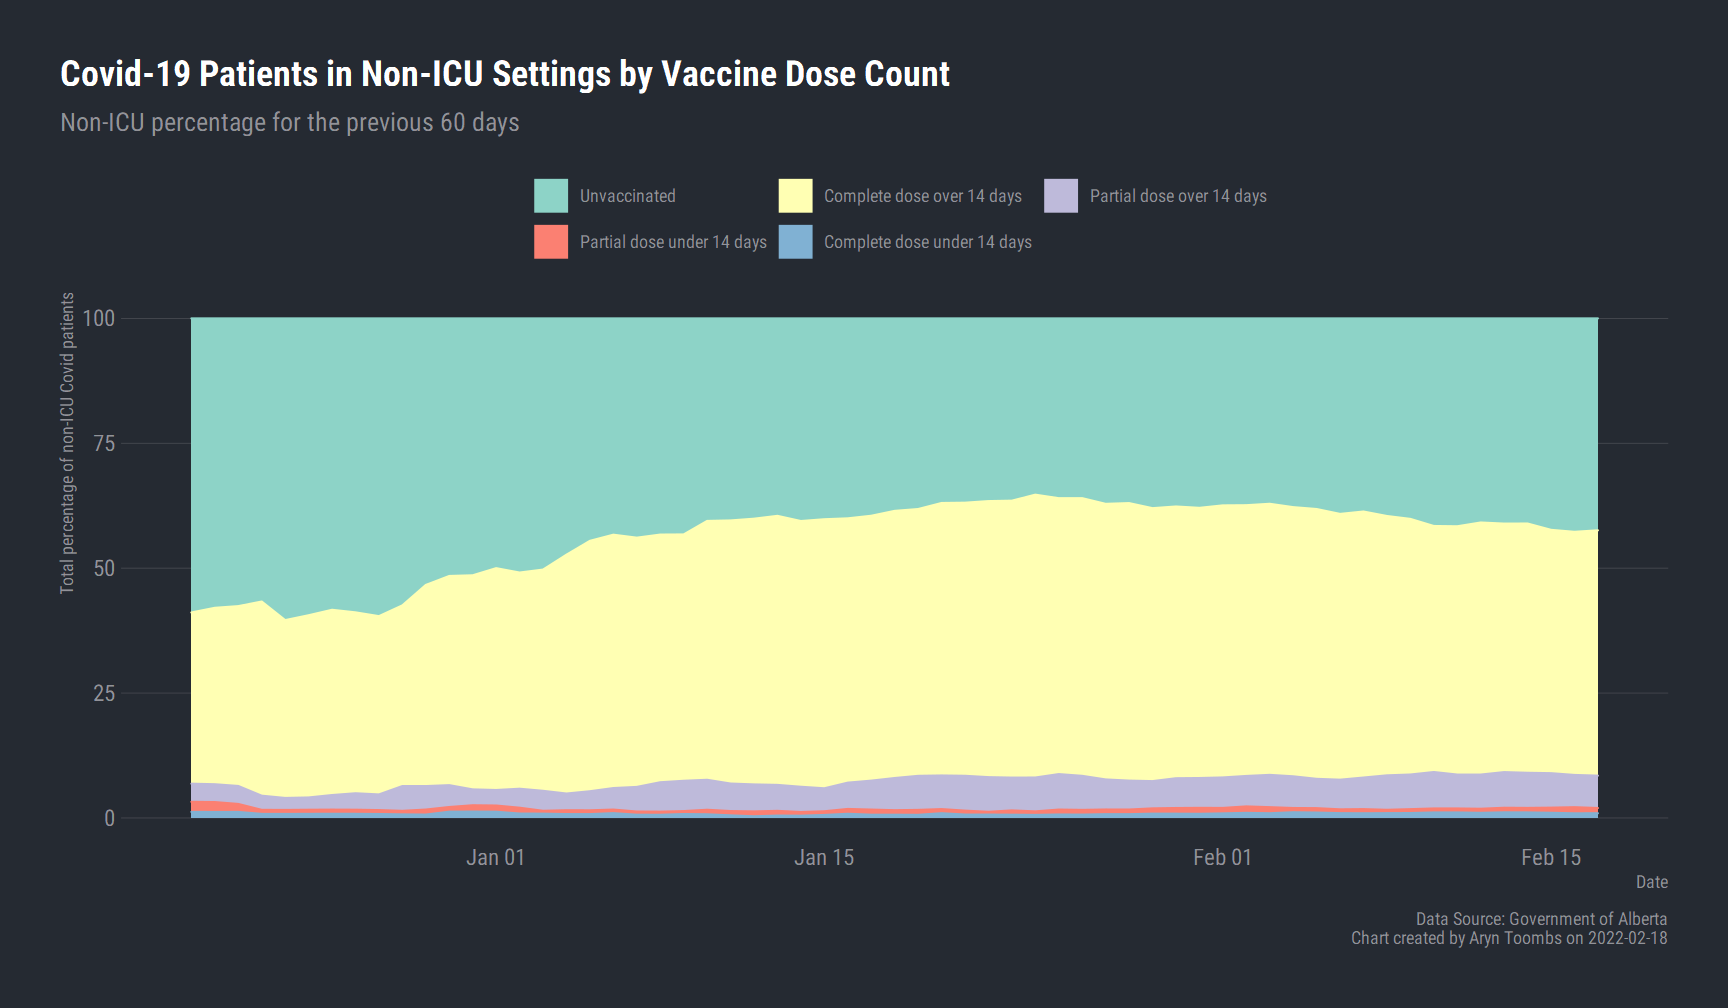 Covid-19 Patients in Non-ICU Settings by Vaccine Dose Count
Non-ICU percentage for the previous 60 days
Unvaccinated
Complete dose over 14 days
Partial dose over 14 days
Partial dose under 14 days
Complete dose under 14 days
Total percentage of non-ICU Covid patients
100
75
50
25
0
Jan 01
Jan 15
Feb 01
Feb 15
Date
Data Source: Government of Alberta
Chart created by Aryn Toombs on 2022-02-18